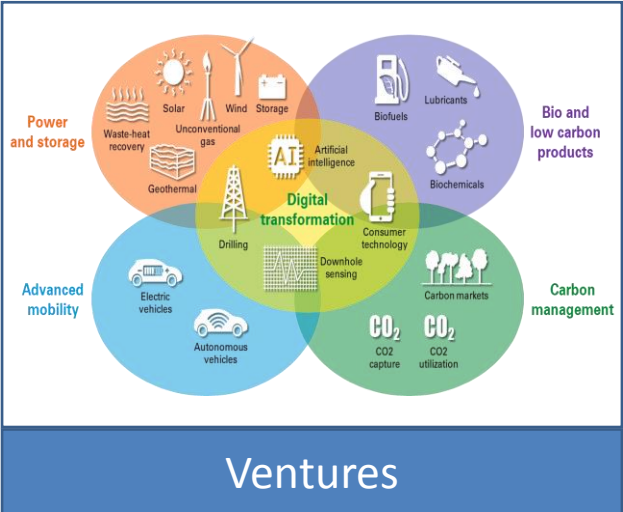 Power
and storage
Solar
Wind
Storage
Waste-heat
recovery
Unconventional
gas
Geothermal
Biofuels
Lubricants
Biochemicals
Bio and
low carbon
products
AI
Artificial
intelligence
Digital
transformation
Drilling
Consumer
technology
Downhole
sensing
Advanced
mobility
Electric
vehicles
Autonomous
vehicles
Carbon markets
CO2
CO2
capture
CO2
CO2
utilization
Carbon
management
Ventures